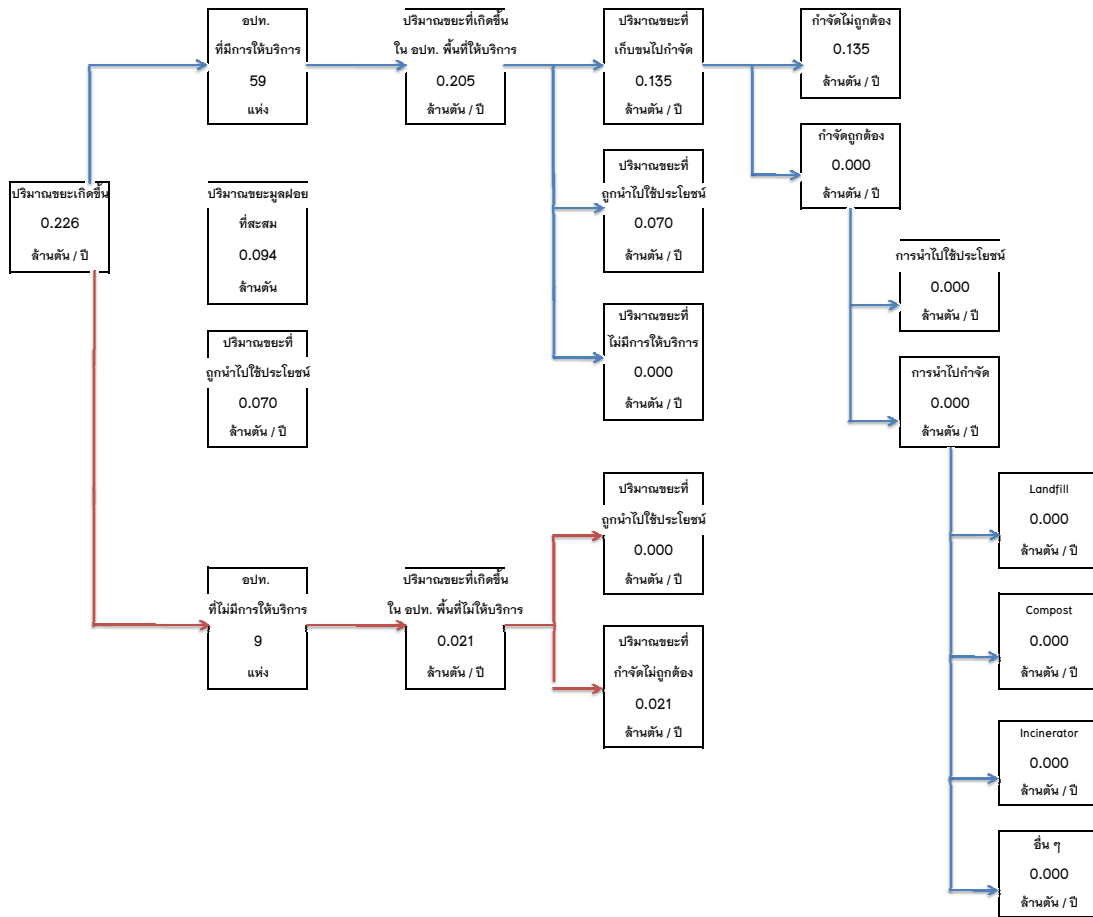 อปท.
ที่มีการให้บริการ
59
แห่ง
ปริมาณขยะที่เกิดขึ้น
ใน อปท. พื้นที่ให้บริการ
0.205
ล้านตัน / ปี
ปริมาณขยะที่
เก็บขนไปกำจัด
0.135
ล้านตัน / ปี
กำจัดไม่ถูกต้อง
0.135
ล้านตัน / ปี
กำจัดถูกต้อง
0.000
ล้านตัน / ปี
ปริมาณขยะเกิดขึ้น
0.226
ล้านตัน / ปี
ปริมาณขยะมูลฝอย
ที่สะสม
0.094
ล้านตัน
ปริมาณขยะที่
ถูกนำไปใช้ประโยชน์
0.070
ล้านตัน / ปี
การนำไปใช้ประโยชน์
0.000
ล้านตัน / ปี
ปริมาณขยะที่
ถูกนำไปใช้ประโยชน์
0.070
ล้านตัน / ปี
ปริมาณขยะที่
ไม่มีการให้บริการ
0.000
ล้านตัน / ปี
การนำไปกำจัด
0.000
ล้านตัน / ปี
ปริมาณขยะที่
ถูกนำไปใช้ประโยชน์
0.000
ล้านตัน / ปี
Landfill
0.000
ล้านตัน / ปี
อปท.
ที่ไม่มีการให้บริการ
9
แห่ง
ปริมาณขยะที่เกิดขึ้น
ใน อปท. พื้นที่ไม่ให้บริการ
0.021
ล้านตัน / ปี
ปริมาณขยะที่
กำจัดไม่ถูกต้อง
0.021
ล้านตัน / ปี
Compost
0.000
ล้านตัน / ปี
Incinerator
0.000
ล้านตัน / ปี
อื่น ๆ
0.000
ล้านตัน / ปี